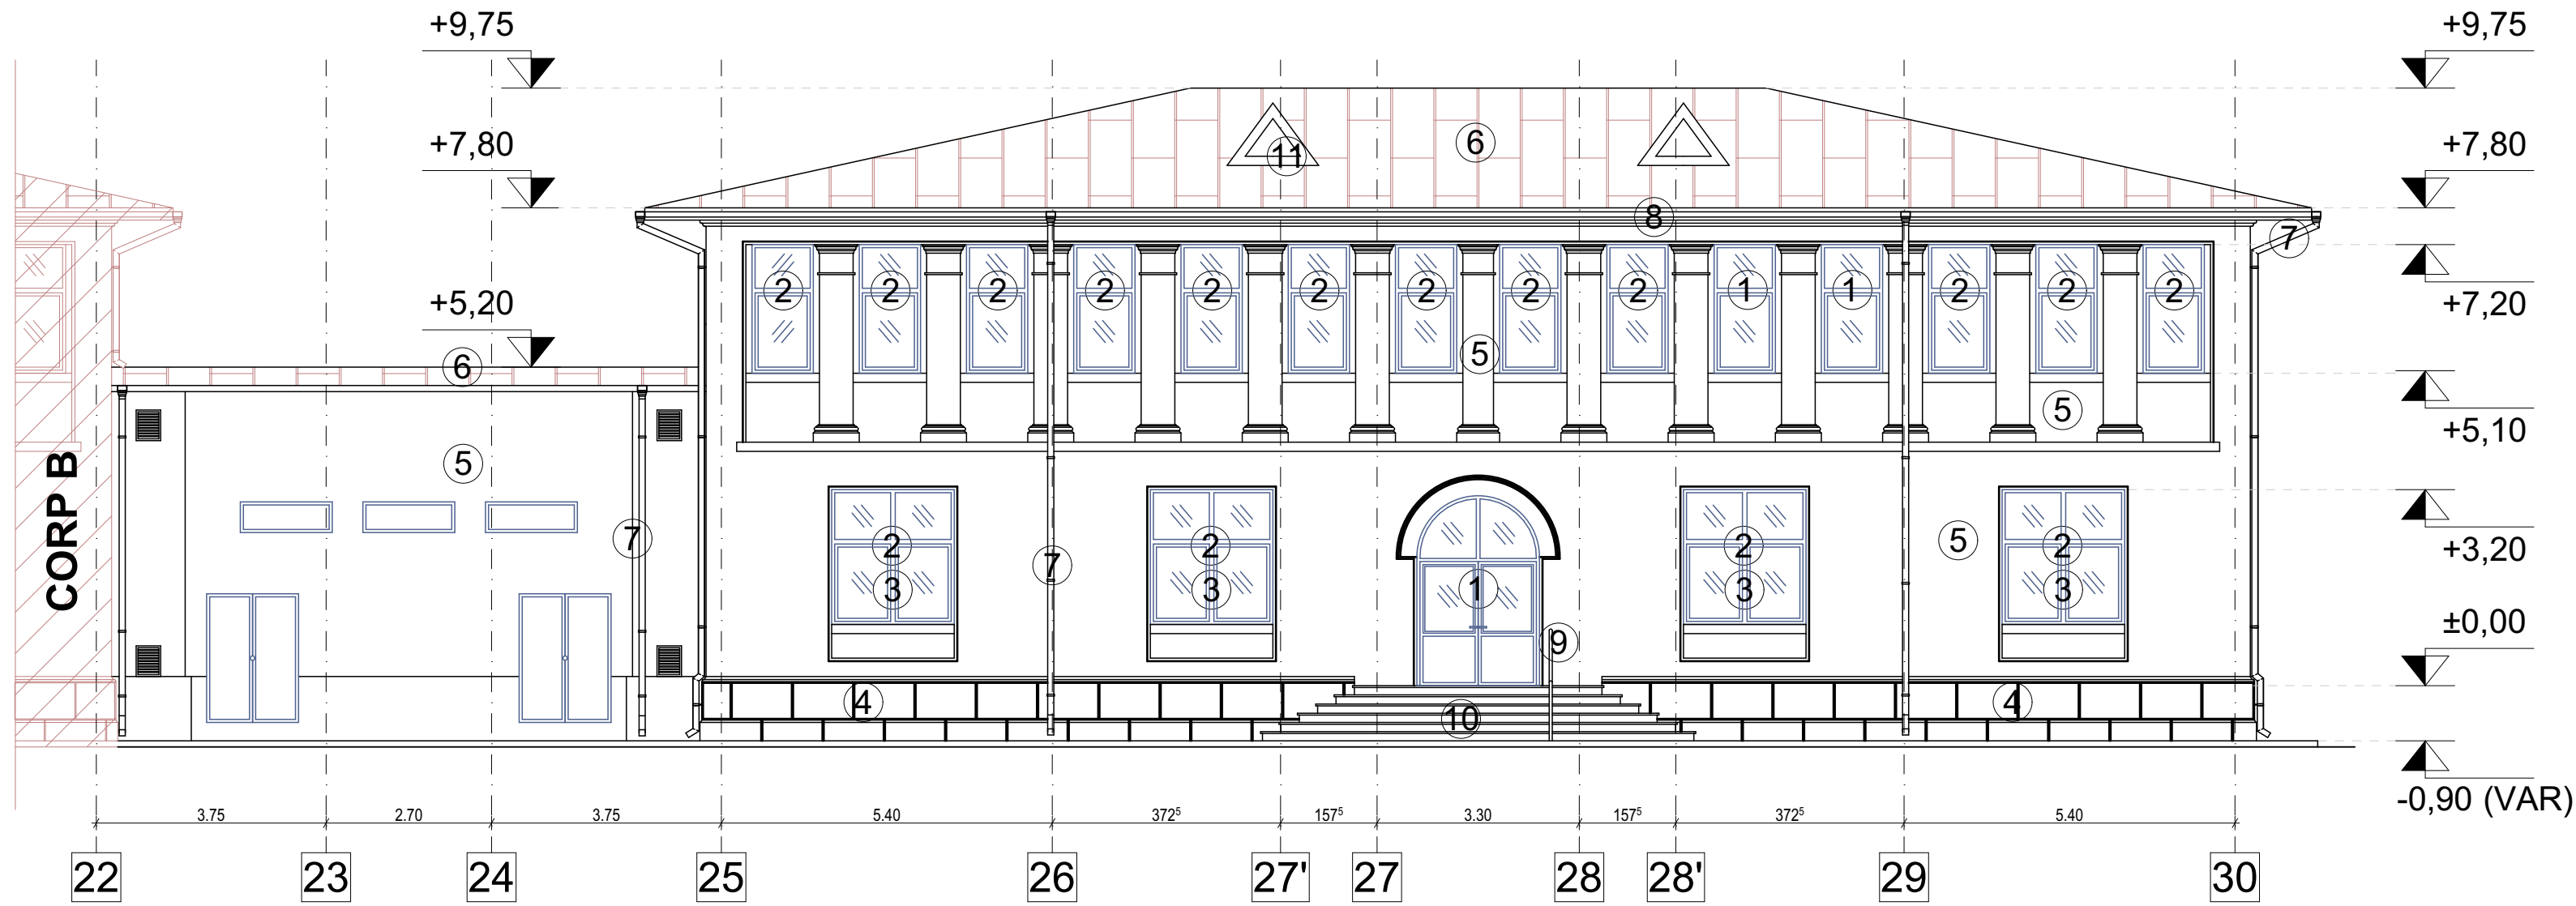 +9,75 +9,75
+7,80 +7,80
6
11
8
7
2 2 2 2 2 2 2 2 2 1 1 2 2 2
+5,20 +7,20
5
6
5
+5,10
5
CORP B
7 7
2 2 2 2
5
+3,20
3 3 1 3 3
9
±0,00
4 10 4
-0,90 (VAR)
3.75 2.70 3.75 5.40 372⁵ 157⁵ 3.30 157⁵ 372⁵ 5.40
22 23 24 25 26 27' 27 28 28' 29 30